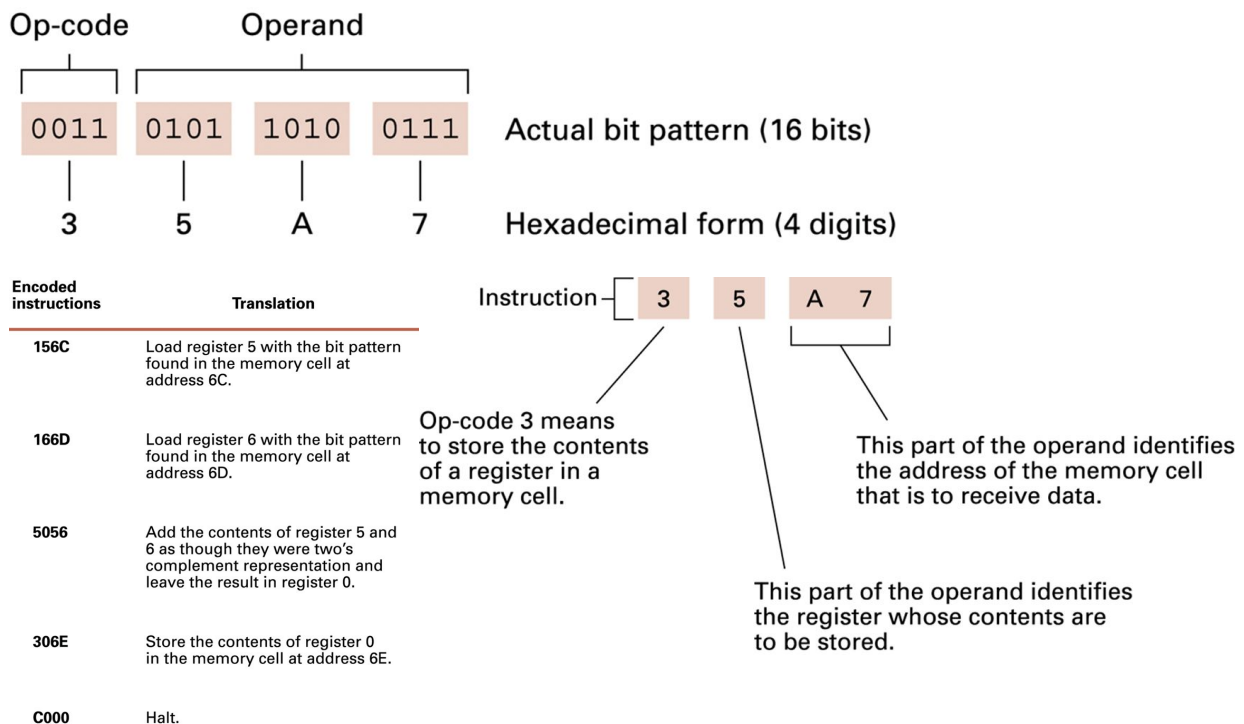 Op-code Operand
0011 0101 1010 0111 Actual bit pattern (16 bits)
3 5 A 7 Hexadecimal form (4 digits)
Encoded
instructions Translation
156C Load register 5 with the bit pattern
found in the memory cell at
address 6C.
166D Load register 6 with the bit pattern
found in the memory cell at
address 6D.
5056 Add the contents of register 5 and
6 as though they were two's
complement representation and
leave the result in register 0.
306E Store the contents of register 0
in the memory cell at address 6E.
C000 Halt.
Instruction 3 5 A 7
Op-code 3 means
to store the contents
of a register in a
memory cell.
This part of the operand identifies
the address of the memory cell
that is to receive data.
This part of the operand identifies
the register whose contents are
to be stored.